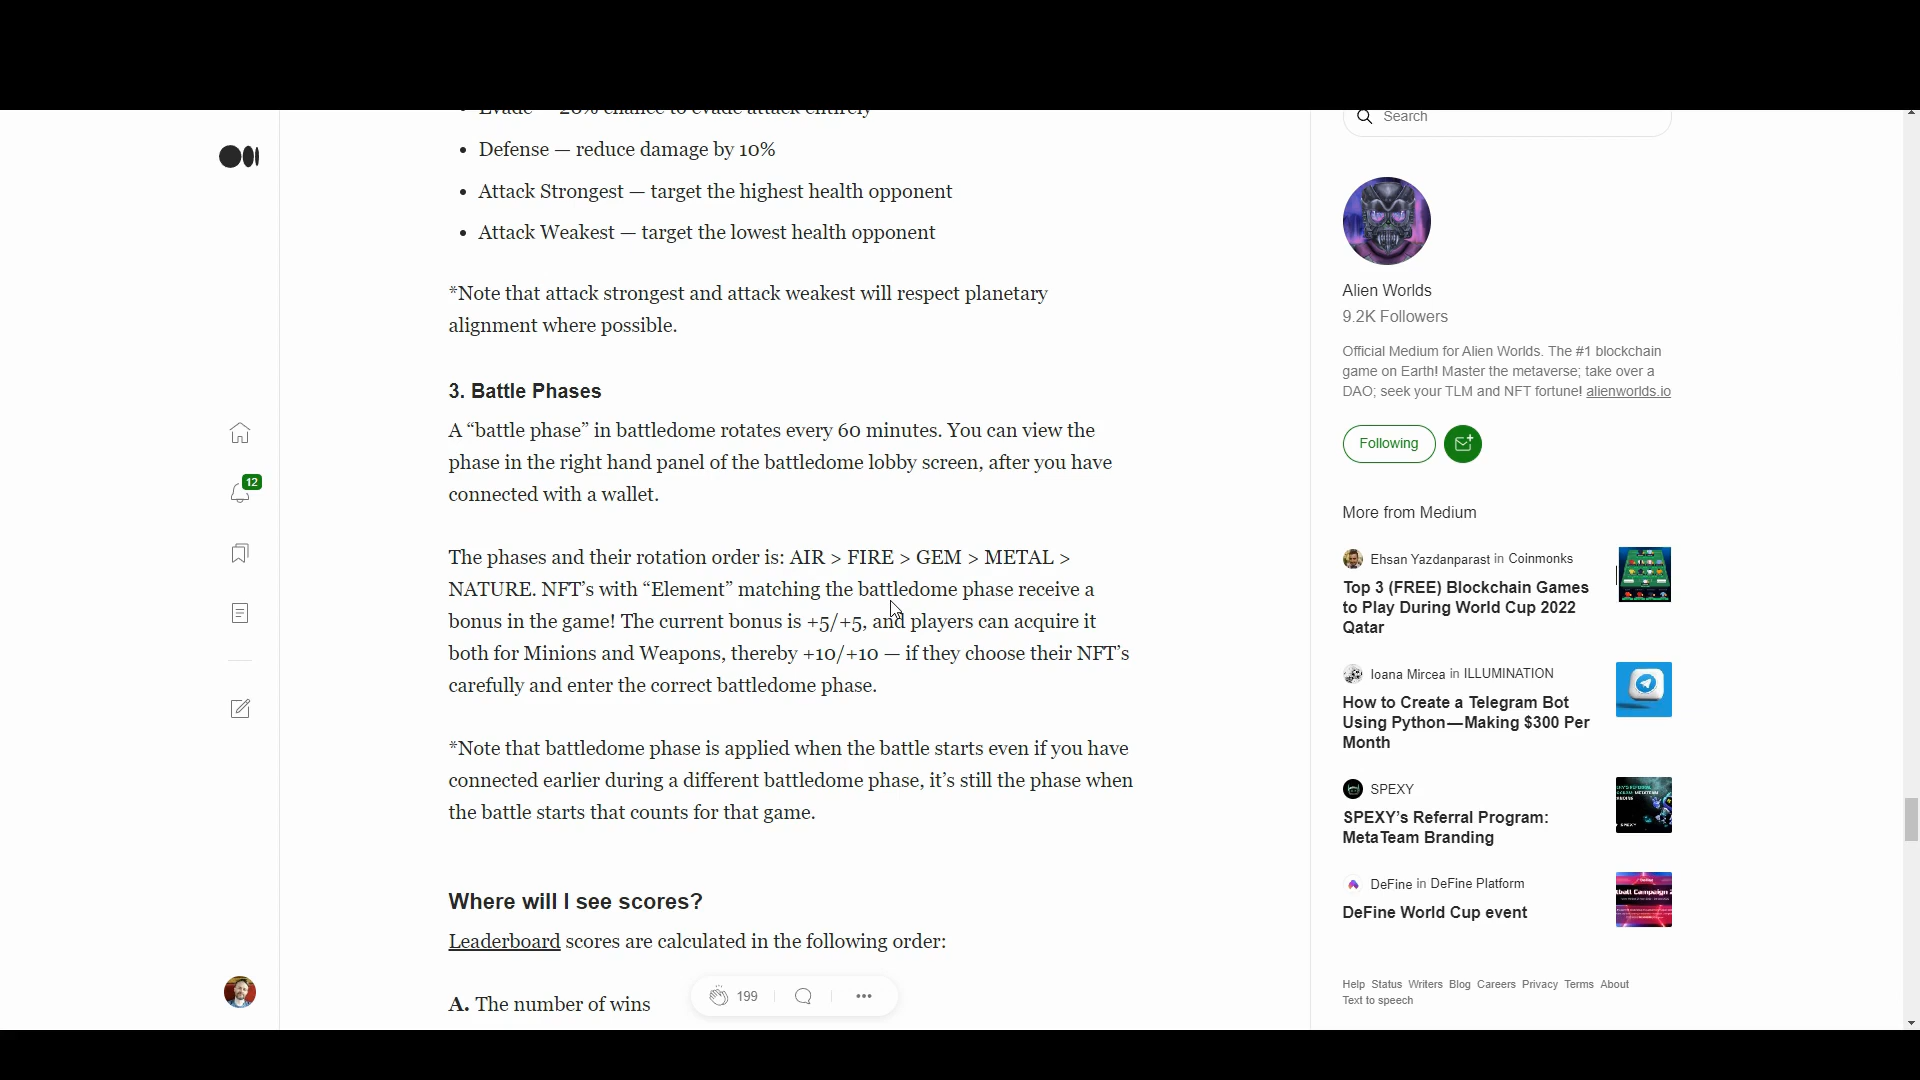 Evade — 20% chance to evade attack entirely
Defense — reduce damage by 10%
Attack Strongest — target the highest health opponent
Attack Weakest — target the lowest health opponent
*Note that attack strongest and attack weakest will respect planetary
alignment where possible.
3. Battle Phases
A “battle phase” in battledome rotates every 60 minutes. You can view the
phase in the right hand panel of the battledome lobby screen, after you have
connected with a wallet.
The phases and their rotation order is: AIR > FIRE > GEM > METAL >
NATURE. NFT’s with “Element” matching the battledome phase receive a
bonus in the game! The current bonus is +5/+5, and players can acquire it
both for Minions and Weapons, thereby +10/+10 — if they choose their NFT’s
carefully and enter the correct battledome phase.
*Note that battledome phase is applied when the battle starts even if you have
connected earlier during a different battledome phase, it’s still the phase when
the battle starts that counts for that game.
Where will I see scores?
Leaderboard scores are calculated in the following order:
A. The number of wins
199
12
Search
Alien Worlds
9.2K Followers
Official Medium for Alien Worlds. The #1 blockchain
game on Earth! Master the metaverse; take over a
DAO; seek your TLM and NFT fortune! alienworlds.io
Following
More from Medium
Ehsan Yazdanparast in Coinmonks
Top 3 (FREE) Blockchain Games
to Play During World Cup 2022
Qatar
Ioana Mircea in ILLUMINATION
How to Create a Telegram Bot
Using Python—Making $300 Per
Month
SPEXY
SPEXY’s Referral Program:
MetaTeam Branding
DeFine in DeFine Platform
DeFine World Cup event
Help Status Writers Blog Careers Privacy Terms About
Text to speech